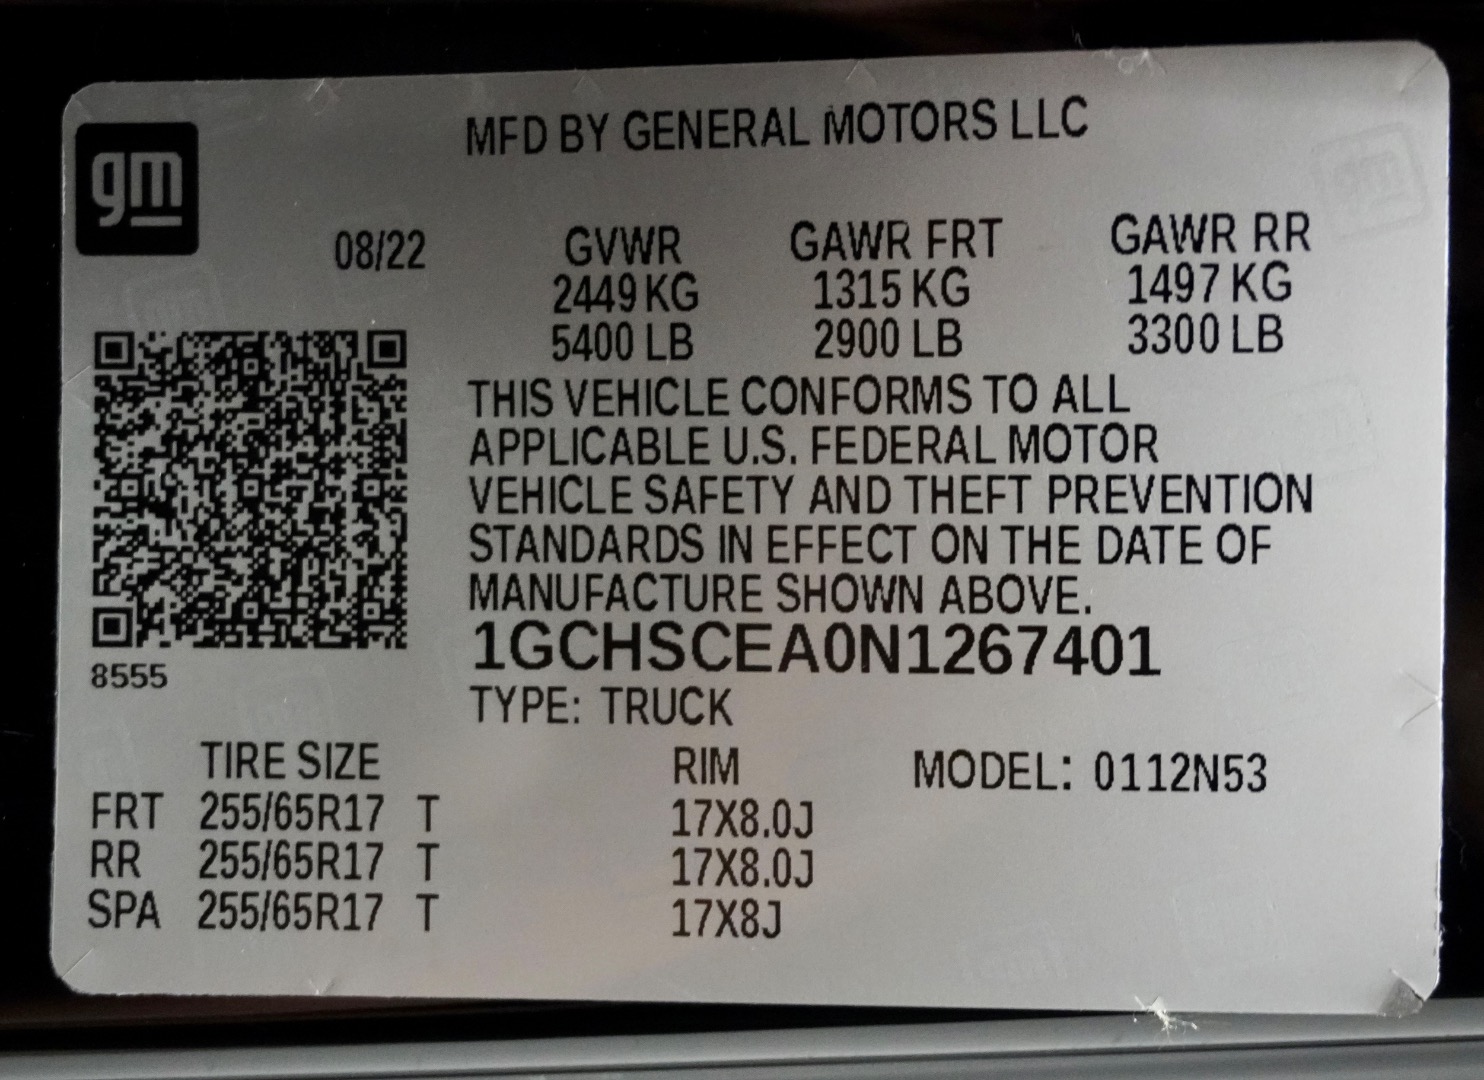 MFD BY GENERAL MOTORS LLC
gm
08/22 GVWR GAWR FRT GAWR RR
2449 KG 1315 KG 1497 KG
5400 LB 2900 LB 3300 LB
THIS VEHICLE CONFORMS TO ALL
APPLICABLE U.S. FEDERAL MOTOR
VEHICLE SAFETY AND THEFT PREVENTION
STANDARDS IN EFFECT ON THE DATE OF
MANUFACTURE SHOWN ABOVE.
1GCHSCEA0N1267401
8555
TYPE: TRUCK
TIRE SIZE RIM MODEL: 0112N53
FRT 255/65R17 T 17X8.0J
RR 255/65R17 T 17X8.0J
SPA 255/65R17 T 17X8J